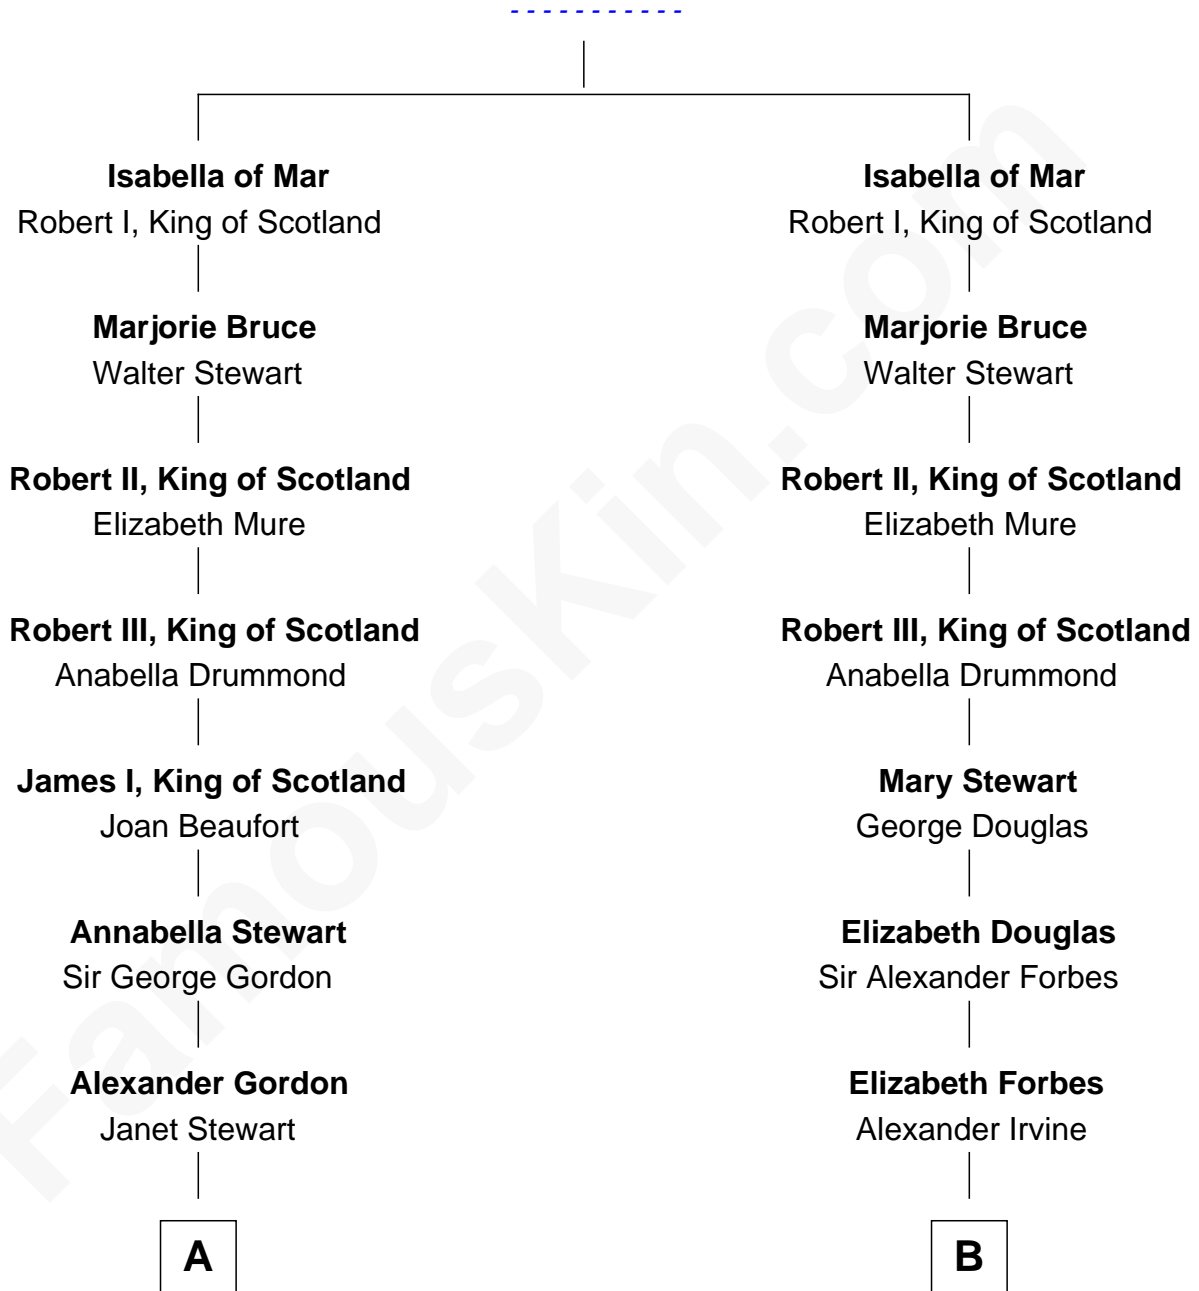 - - - - - - - - - - -
Isabella of Mar
Robert I, King of Scotland
Marjorie Bruce
Walter Stewart
Robert II, King of Scotland
Elizabeth Mure
Robert III, King of Scotland
Anabella Drummond
James I, King of Scotland
Joan Beaufort
Annabella Stewart
Sir George Gordon
Alexander Gordon
Janet Stewart
A
Isabella of Mar
Robert I, King of Scotland
Marjorie Bruce
Walter Stewart
Robert II, King of Scotland
Elizabeth Mure
Robert III, King of Scotland
Anabella Drummond
Mary Stewart
George Douglas
Elizabeth Douglas
Sir Alexander Forbes
Elizabeth Forbes
Alexander Irvine
B
FamousKin.com